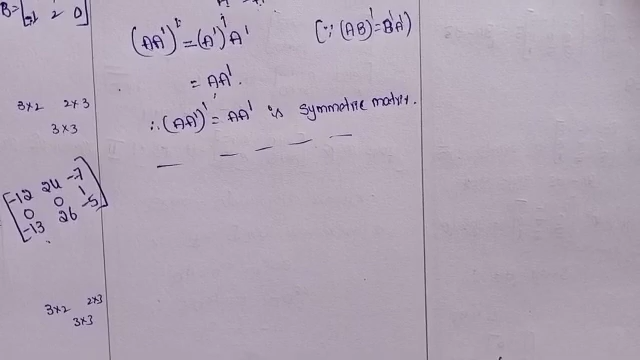 B = [-1 2 0]
(AA')' = (A')' A' (∵ (AB)' = B'A')
= AA'.
∴ (AA')' = AA' is symmetric matrix.
3×2 2×3
3×3
-12 24 -7
0 0 1
-13 26 -5
3×2 2×3
3×3